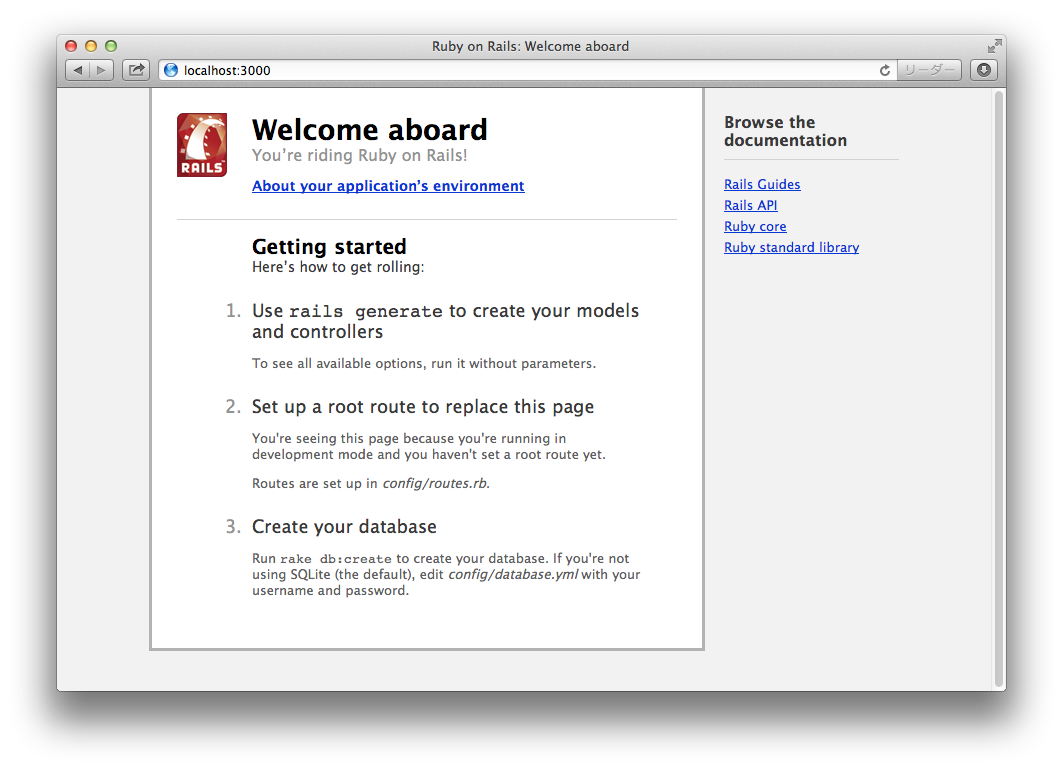 Ruby on Rails: Welcome aboard
localhost:3000
リーダー
RAILS
Welcome aboard
You’re riding Ruby on Rails!
About your application’s environment
Getting started
Here’s how to get rolling:
1. Use rails generate to create your models
and controllers
To see all available options, run it without parameters.
2. Set up a root route to replace this page
You're seeing this page because you're running in
development mode and you haven't set a root route yet.
Routes are set up in config/routes.rb.
3. Create your database
Run rake db:create to create your database. If you're not
using SQLite (the default), edit config/database.yml with your
username and password.
Browse the
documentation
Rails Guides
Rails API
Ruby core
Ruby standard library